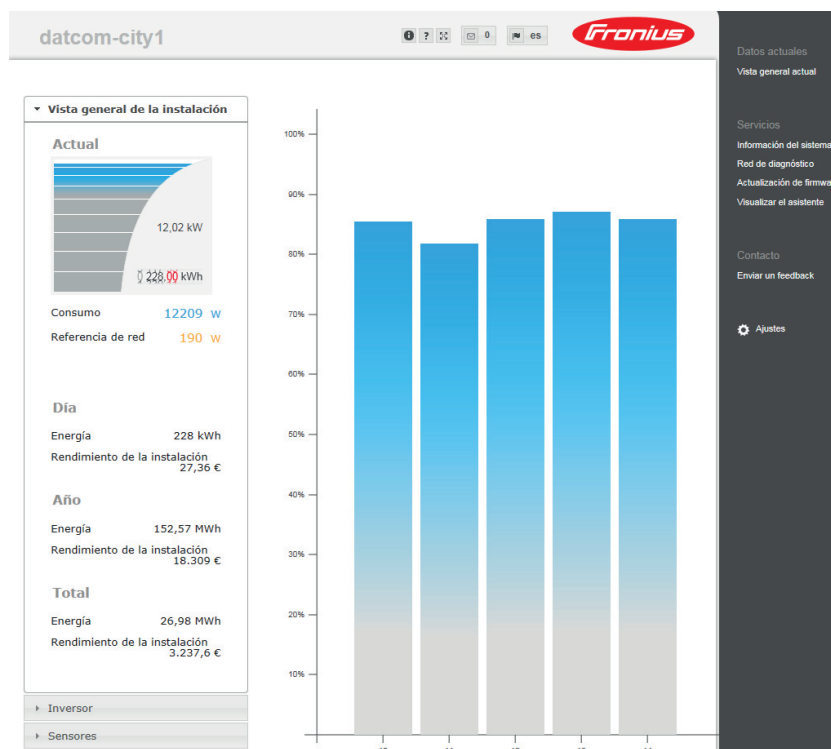 datcom-city1
? 0 es
Fronius
Vista general de la instalación
Actual
12,02 kW
228,00 kWh
Consumo 12209 W
Referencia de red 190 W
Día
Energía 228 kWh
Rendimiento de la instalación
27,36 €
Año
Energía 152,57 MWh
Rendimiento de la instalación
18.309 €
Total
Energía 26,98 MWh
Rendimiento de la instalación
3.237,6 €
Inversor
Sensores
100%
90%
80%
70%
60%
50%
40%
30%
20%
10%
Datos actuales
Vista general actual
Servicios
Información del sistema
Red de diagnóstico
Actualización de firmwa
Visualizar el asistente
Contacto
Enviar un feedback
Ajustes